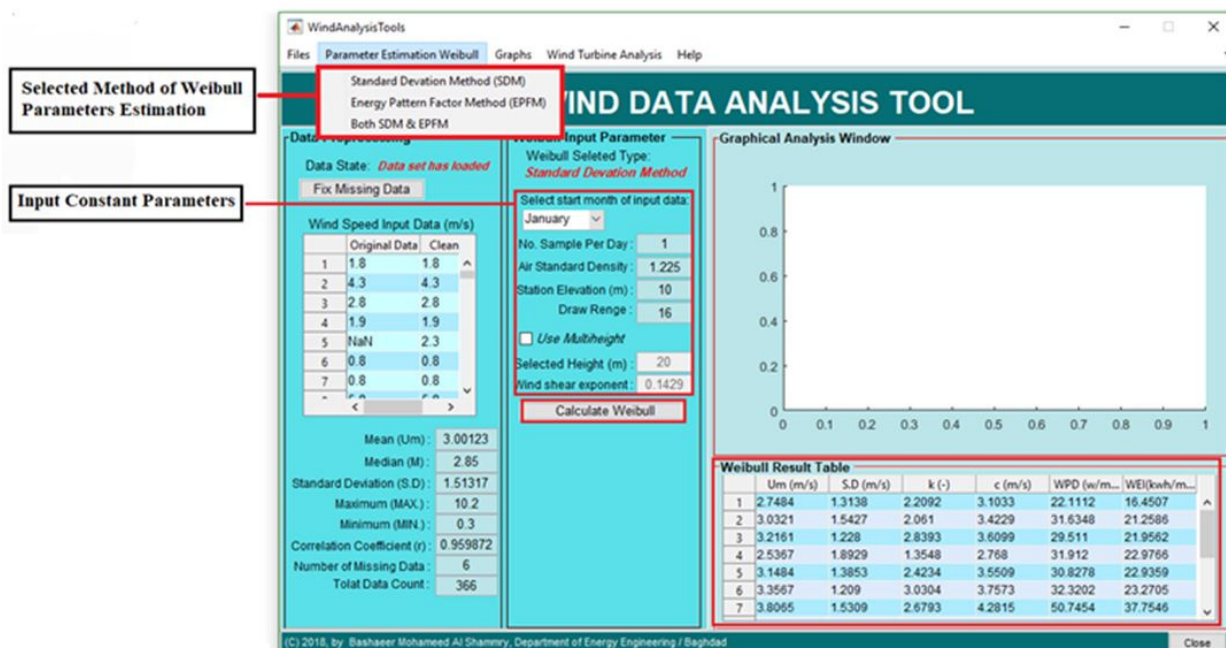 WindAnalysisTools
Files Parameter Estimation Weibull Graphs Wind Turbine Analysis Help
Selected Method of Weibull
Parameters Estimation
Standard Devation Method (SDM)
Energy Pattern Factor Method (EPFM)
Both SDM & EPFM
WIND DATA ANALYSIS TOOL
Input Constant Parameters
Data Preprocessing
Data State: Data set has loaded
Fix Missing Data
Wind Speed Input Data (m/s)
Original Data Clean
1 1.8 1.8
2 4.3 4.3
3 2.8 2.8
4 1.9 1.9
5 NaN 2.3
6 0.8 0.8
7 0.8 0.8
Mean (Um) : 3.00123
Median (M) : 2.85
Standard Deviation (S.D) : 1.51317
Maximum (MAX.) : 10.2
Minimum (MIN.) : 0.3
Correlation Coefficient (r) : 0.959872
Number of Missing Data : 6
Tolat Data Count : 366
Weibull Input Parameter
Weibull Seleted Type:
Standard Devation Method
Select start month of input data:
January
No. Sample Per Day : 1
Air Standard Density : 1.225
Station Elevation (m) : 10
Draw Renge : 16
Use Multiheight
Selected Height (m) : 20
Wind shear exponent : 0.1429
Calculate Weibull
Graphical Analysis Window
1
0.8
0.6
0.4
0.2
0
0 0.1 0.2 0.3 0.4 0.5 0.6 0.7 0.8 0.9 1
Weibull Result Table
Um (m/s) S.D (m/s) k (-) c (m/s) WPD (w/m... WEI(kwh/m...
1 2.7484 1.3138 2.2092 3.1033 22.1112 16.4507
2 3.0321 1.5427 2.061 3.4229 31.6348 21.2586
3 3.2161 1.228 2.8393 3.6099 29.511 21.9562
4 2.5367 1.8929 1.3548 2.768 31.912 22.9766
5 3.1484 1.3853 2.4234 3.5509 30.8278 22.9359
6 3.3567 1.209 3.0304 3.7573 32.3202 23.2705
7 3.8065 1.5309 2.6793 4.2815 50.7454 37.7546
(C) 2018, by Bashaeer Mohameed Al Shammry, Department of Energy Engineering / Baghdad
Close